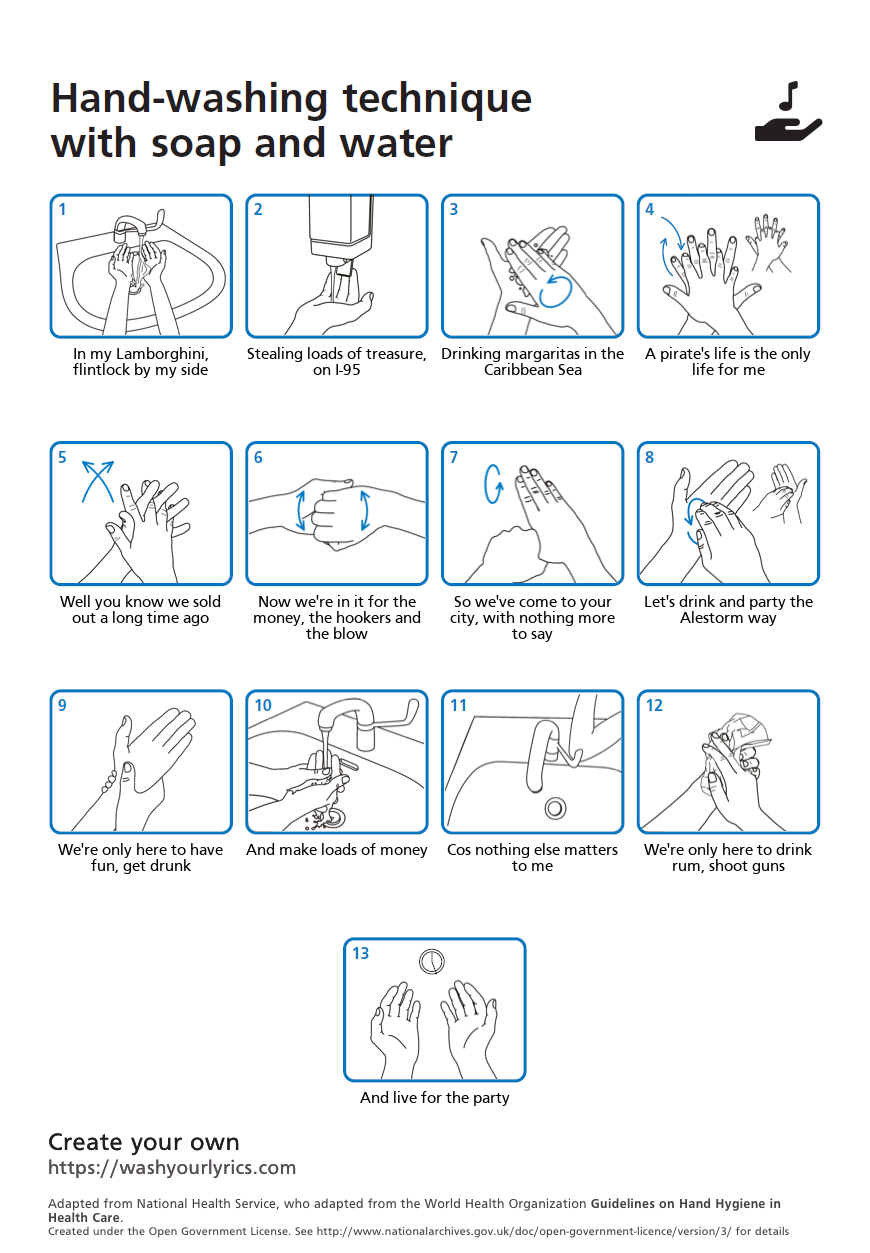 Hand-washing technique
with soap and water
1
In my Lamborghini,
flintlock by my side
2
Stealing loads of treasure,
on I-95
3
Drinking margaritas in the
Caribbean Sea
4
A pirate's life is the only
life for me
5
Well you know we sold
out a long time ago
6
Now we're in it for the
money, the hookers and
the blow
7
So we've come to your
city, with nothing more
to say
8
Let's drink and party the
Alestorm way
9
We're only here to have
fun, get drunk
10
And make loads of money
11
Cos nothing else matters
to me
12
We're only here to drink
rum, shoot guns
13
And live for the party
Create your own
https://washyourlyrics.com
Adapted from National Health Service, who adapted from the World Health Organization Guidelines on Hand Hygiene in
Health Care.
Created under the Open Government License. See http://www.nationalarchives.gov.uk/doc/open-government-licence/version/3/ for details